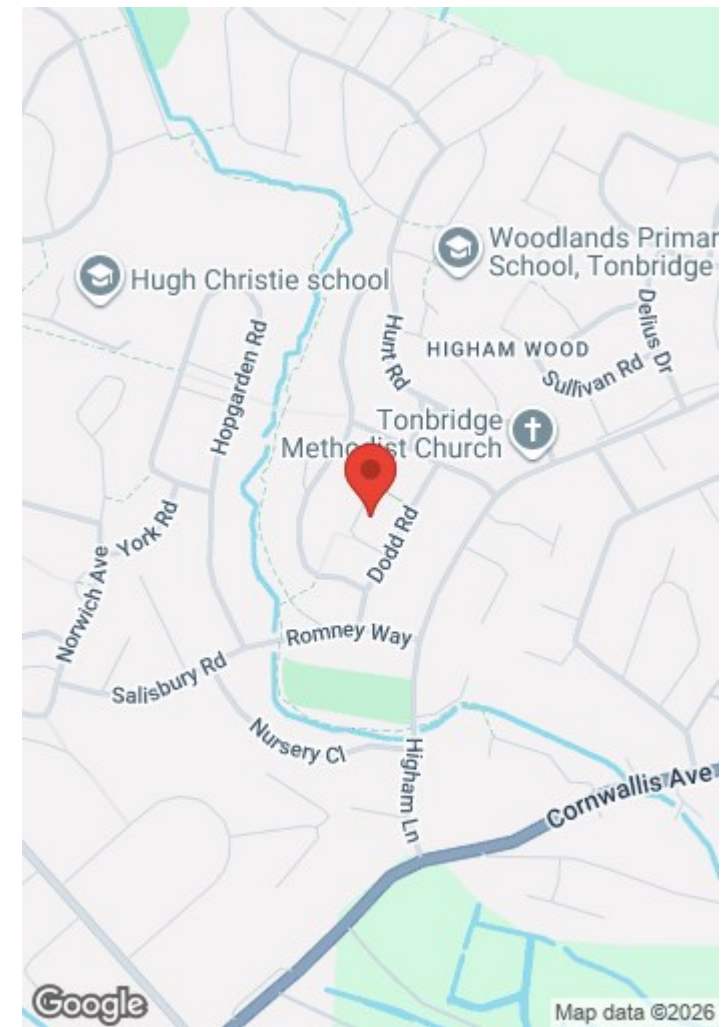 Woodlands Primar
School, Tonbridge
Hugh Christie school
Delius Dr
Hunt Rd
HIGHAM WOOD
Hopgarden Rd
Sullivan Rd
Tonbridge
Methodist Church
York Rd
Dodd Rd
Norwich Ave
Romney Way
Salisbury Rd
Nursery Cl
Higham Ln
Cornwallis Ave
Google
Map data ©2026